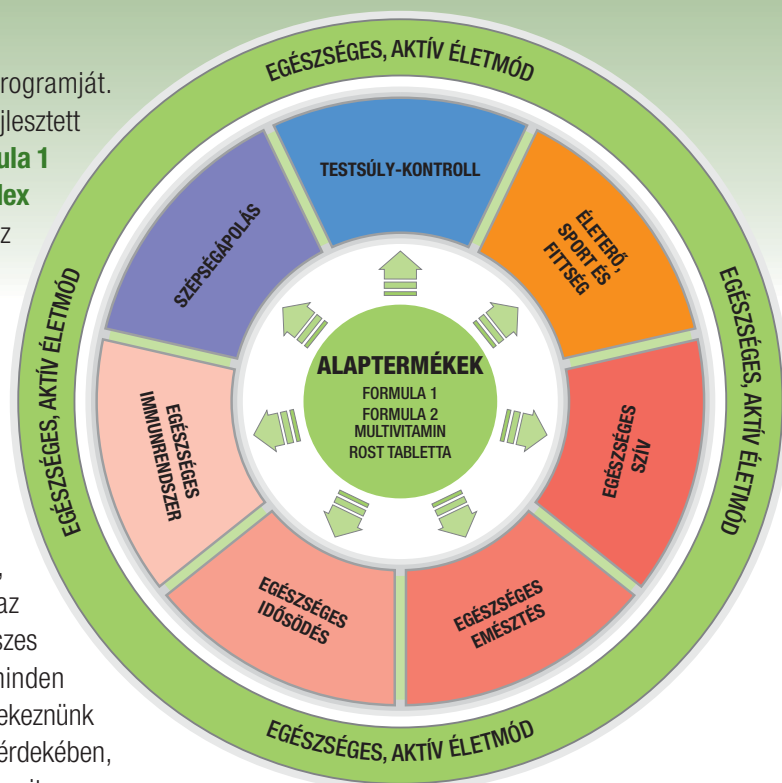 rogramját.
jlesztett
ula 1
lex
z
,
az
szes
minden
ekeznünk
érdekében,
EGÉSZSÉGES, AKTÍV ÉLETMÓD
EGÉSZSÉGES, AKTÍV ÉLETMÓD
EGÉSZSÉGES, AKTÍV ÉLETMÓD
EGÉSZSÉGES, AKTÍV ÉLETMÓD
TESTSÚLY-KONTROLL
ÉLETERŐ,
SPORT ÉS
FITTSÉG
EGÉSZSÉGES
SZÍV
EGÉSZSÉGES
EMÉSZTÉS
EGÉSZSÉGES
IDŐSÖDÉS
EGÉSZSÉGES
IMMUNRENDSZER
SZÉPSÉGÁPOLÁS
ALAPTERMÉKEK
FORMULA 1
FORMULA 2
MULTIVITAMIN
ROST TABLETTA